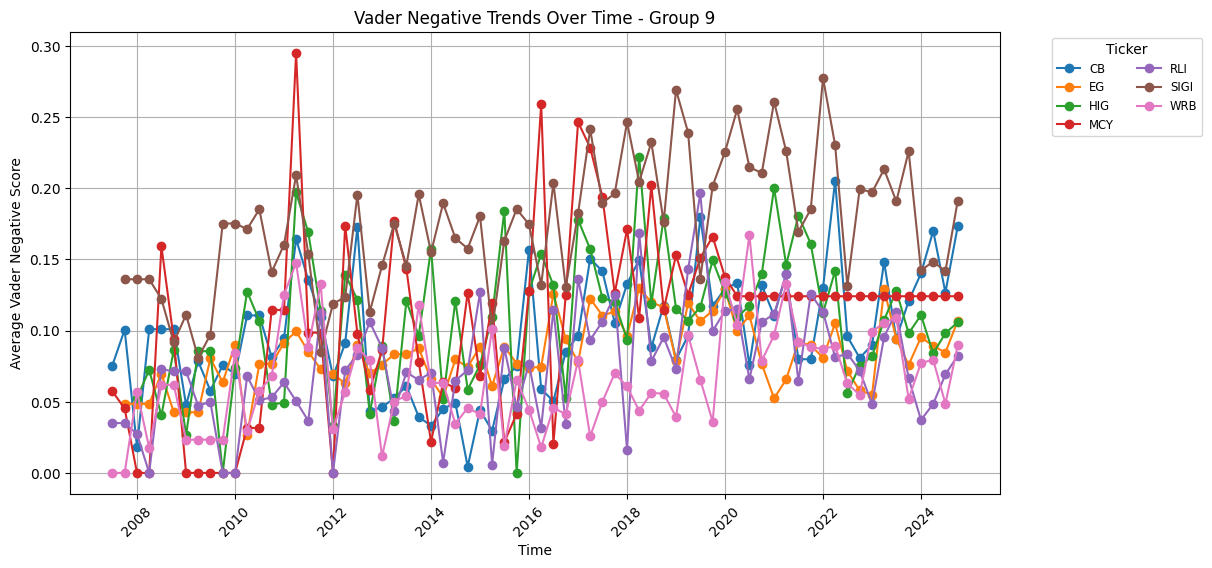 Vader Negative Trends Over Time - Group 9
Average Vader Negative Score
0.30
0.25
0.20
0.15
0.10
0.05
0.00
2008
2010
2012
2014
2016
2018
2020
2022
2024
Time
Ticker
CB
EG
HIG
MCY
RLI
SIGI
WRB